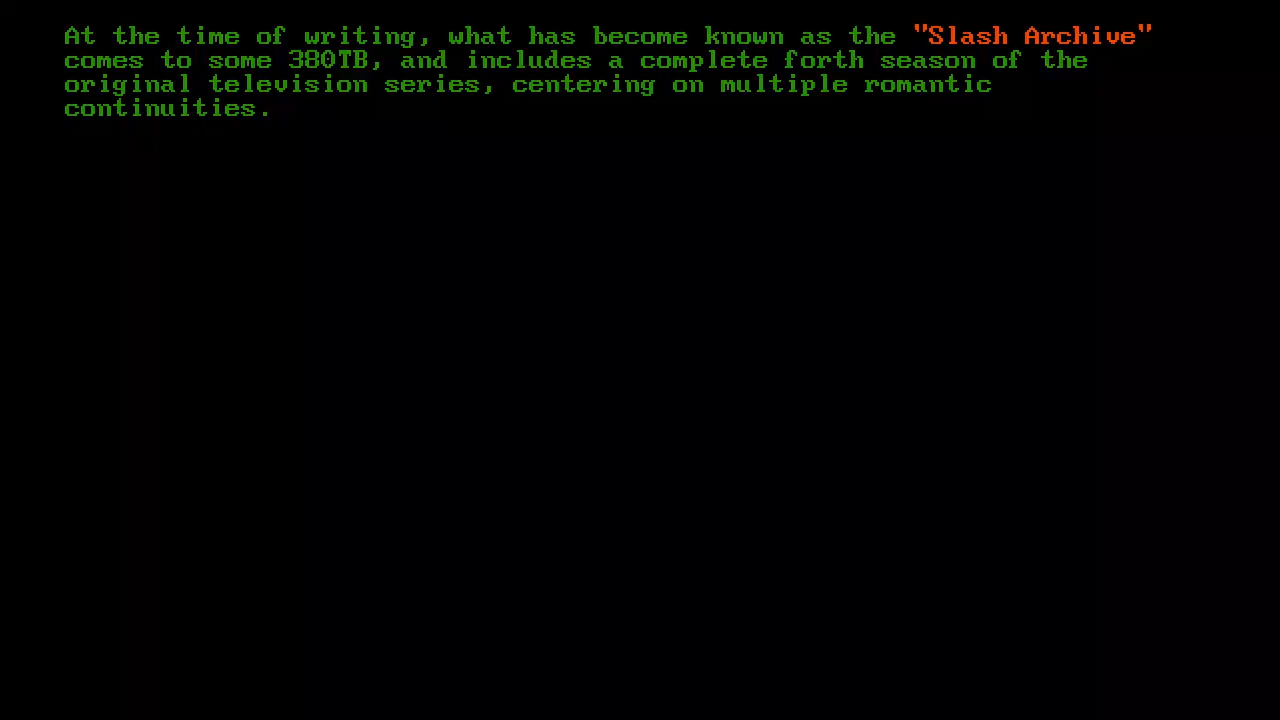 At the time of writing, what has become known as the "Slash Archive"
comes to some 380TB, and includes a complete forth season of the
original television series, centering on multiple romantic
continuities.